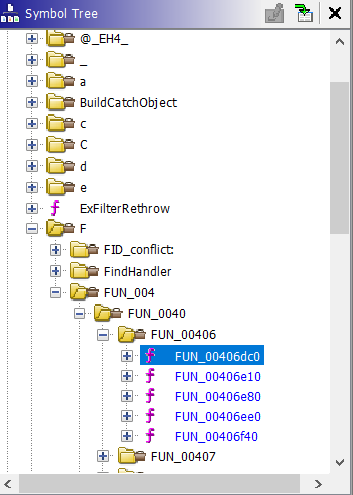 Symbol Tree
@_EH4_
_
a
BuildCatchObject
c
C
d
e
ExFilterRethrow
F
FID_conflict:
FindHandler
FUN_004
FUN_0040
FUN_00406
FUN_00406dc0
FUN_00406e10
FUN_00406e80
FUN_00406ee0
FUN_00406f40
FUN_00407